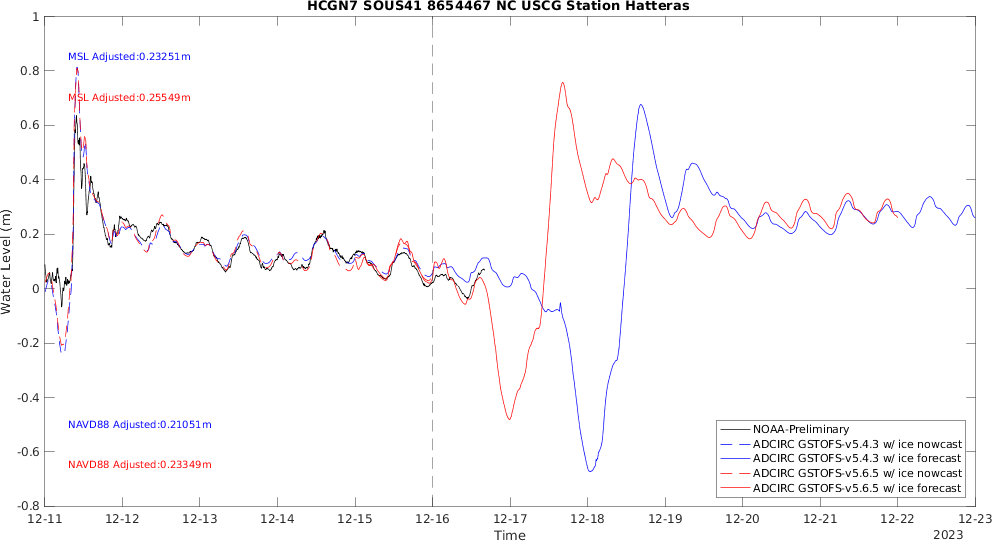 HCGN7 SOUS41 8654467 NC USCG Station Hatteras
MSL Adjusted:0.23251m
MSL Adjusted:0.25549m
NAVD88 Adjusted:0.21051m
NAVD88 Adjusted:0.23349m
Water Level (m)
1
0.8
0.6
0.4
0.2
0
-0.2
-0.4
-0.6
-0.8
NOAA-Preliminary
ADCIRC GSTOFS-v5.4.3 w/ ice nowcast
ADCIRC GSTOFS-v5.4.3 w/ ice forecast
ADCIRC GSTOFS-v5.6.5 w/ ice nowcast
ADCIRC GSTOFS-v5.6.5 w/ ice forecast
12-11 12-12 12-13 12-14 12-15 12-16 12-17 12-18 12-19 12-20 12-21 12-22 12-23
Time
2023